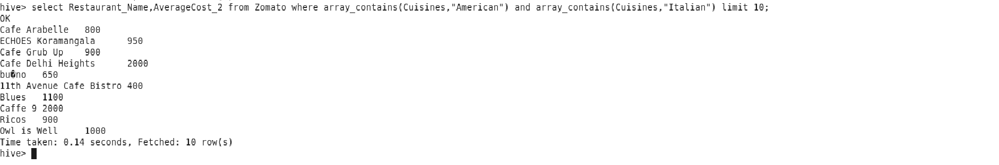 hive> select Restaurant_Name,AverageCost_2 from Zomato where array_contains(Cuisines,"American") and array_contains(Cuisines,"Italian") limit 10;
OK
Cafe Arabelle   800
ECHOES Koramangala      950
Cafe Grub Up    900
Cafe Delhi Heights      2000
bu�no   650
11th Avenue Cafe Bistro 400
Blues   1100
Caffe 9 2000
Ricos   900
Owl is Well     1000
Time taken: 0.14 seconds, Fetched: 10 row(s)
hive>